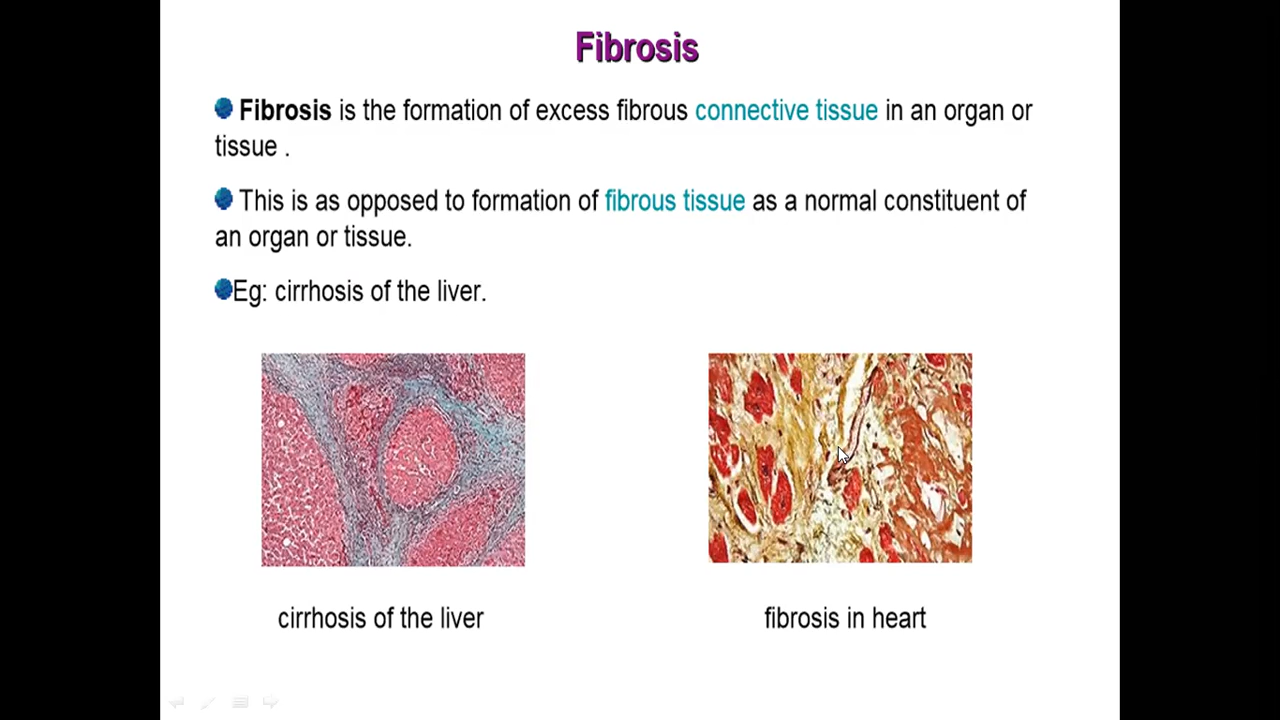 Fibrosis
Fibrosis is the formation of excess fibrous connective tissue in an organ or
tissue .
This is as opposed to formation of fibrous tissue as a normal constituent of
an organ or tissue.
Eg: cirrhosis of the liver.
cirrhosis of the liver
fibrosis in heart